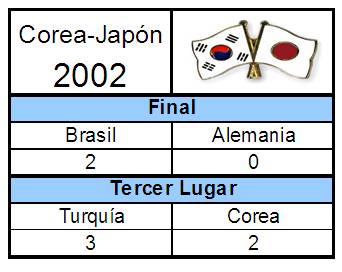 Corea-Japón
2002
Final
Brasil Alemania
2 0
Tercer Lugar
Turquía Corea
3 2